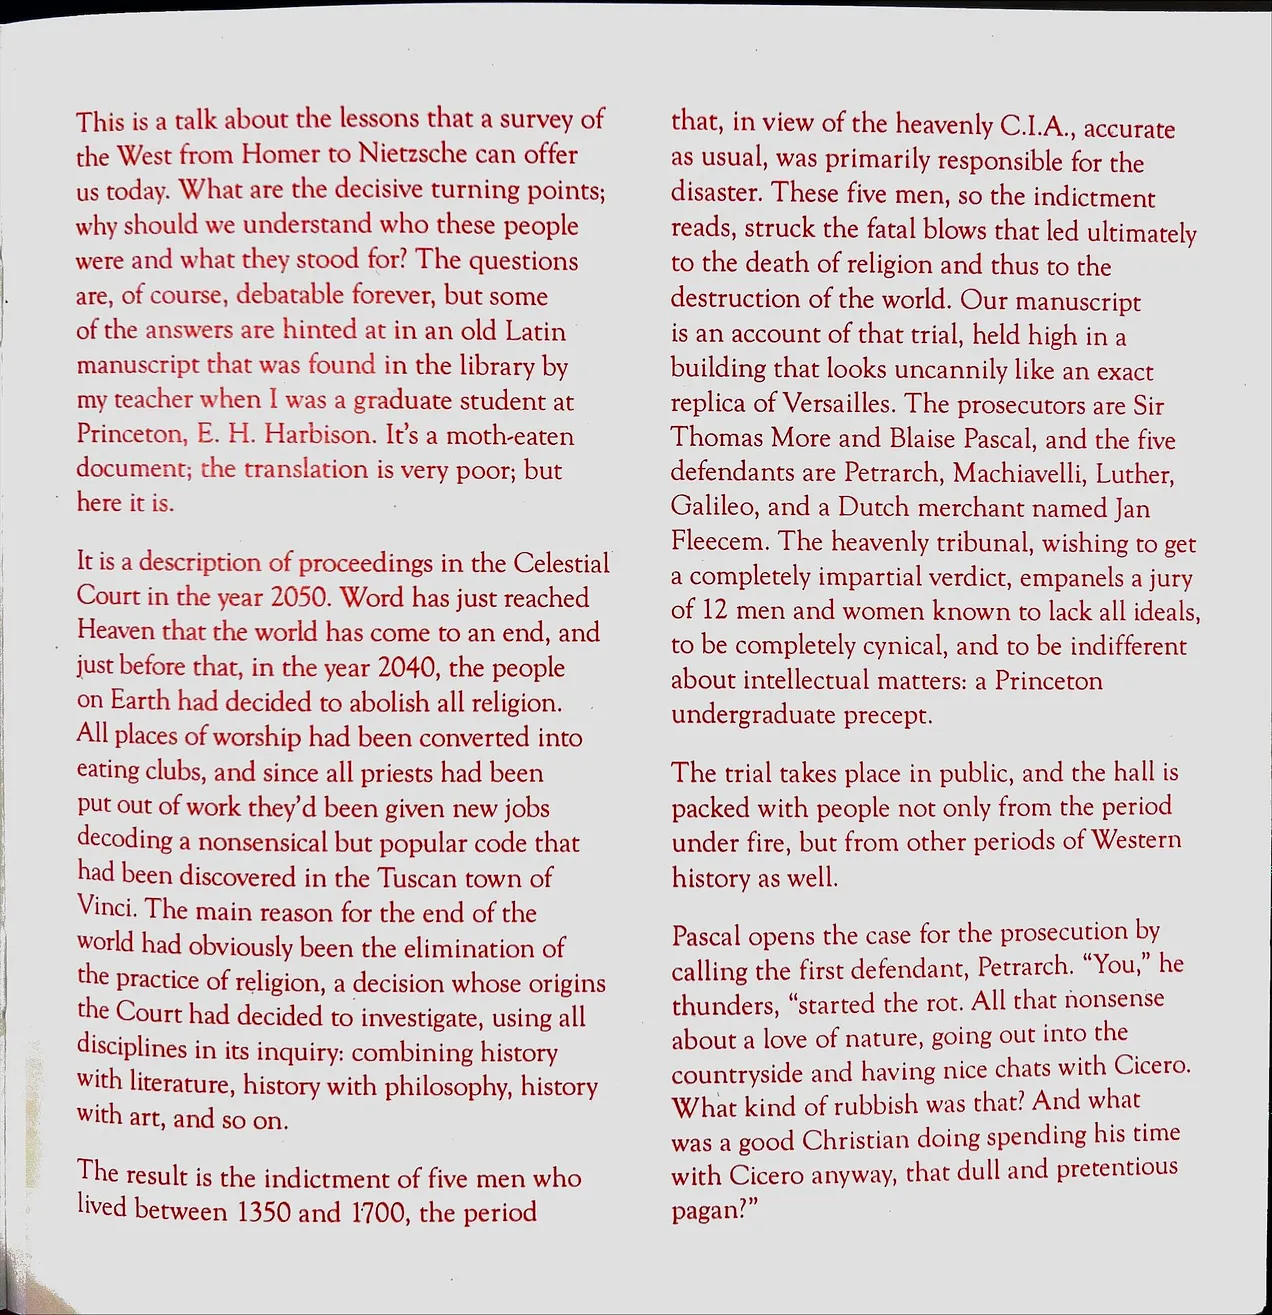 This is a talk about the lessons that a survey of
the West from Homer to Nietzsche can offer
us today. What are the decisive turning points;
why should we understand who these people
were and what they stood for? The questions
are, of course, debatable forever, but some
of the answers are hinted at in an old Latin
manuscript that was found in the library by
my teacher when I was a graduate student at
Princeton, E. H. Harbison. It’s a moth-eaten
document; the translation is very poor; but
here it is.
It is a description of proceedings in the Celestial
Court in the year 2050. Word has just reached
Heaven that the world has come to an end, and
just before that, in the year 2040, the people
on Earth had decided to abolish all religion.
All places of worship had been converted into
eating clubs, and since all priests had been
put out of work they’d been given new jobs
decoding a nonsensical but popular code that
had been discovered in the Tuscan town of
Vinci. The main reason for the end of the
world had obviously been the elimination of
the practice of religion, a decision whose origins
the Court had decided to investigate, using all
disciplines in its inquiry: combining history
with literature, history with philosophy, history
with art, and so on.
The result is the indictment of five men who
lived between 1350 and 1700, the period
that, in view of the heavenly C.I.A., accurate
as usual, was primarily responsible for the
disaster. These five men, so the indictment
reads, struck the fatal blows that led ultimately
to the death of religion and thus to the
destruction of the world. Our manuscript
is an account of that trial, held high in a
building that looks uncannily like an exact
replica of Versailles. The prosecutors are Sir
Thomas More and Blaise Pascal, and the five
defendants are Petrarch, Machiavelli, Luther,
Galileo, and a Dutch merchant named Jan
Fleecem. The heavenly tribunal, wishing to get
a completely impartial verdict, empanels a jury
of 12 men and women known to lack all ideals,
to be completely cynical, and to be indifferent
about intellectual matters: a Princeton
undergraduate precept.
The trial takes place in public, and the hall is
packed with people not only from the period
under fire, but from other periods of Western
history as well.
Pascal opens the case for the prosecution by
calling the first defendant, Petrarch. “You,” he
thunders, “started the rot. All that nonsense
about a love of nature, going out into the
countryside and having nice chats with Cicero.
What kind of rubbish was that? And what
was a good Christian doing spending his time
with Cicero anyway, that dull and pretentious
pagan?”